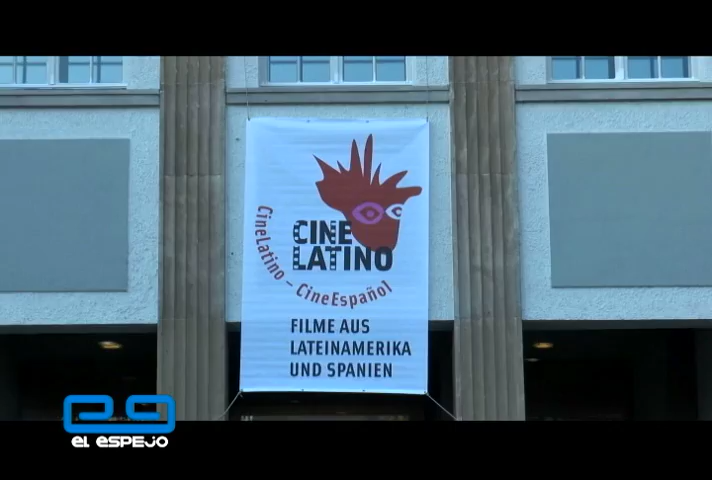 CINE
LATINO
CineLatino – CineEspañol
FILME AUS
LATEINAMERIKA
UND SPANIEN
EL ESPEJO